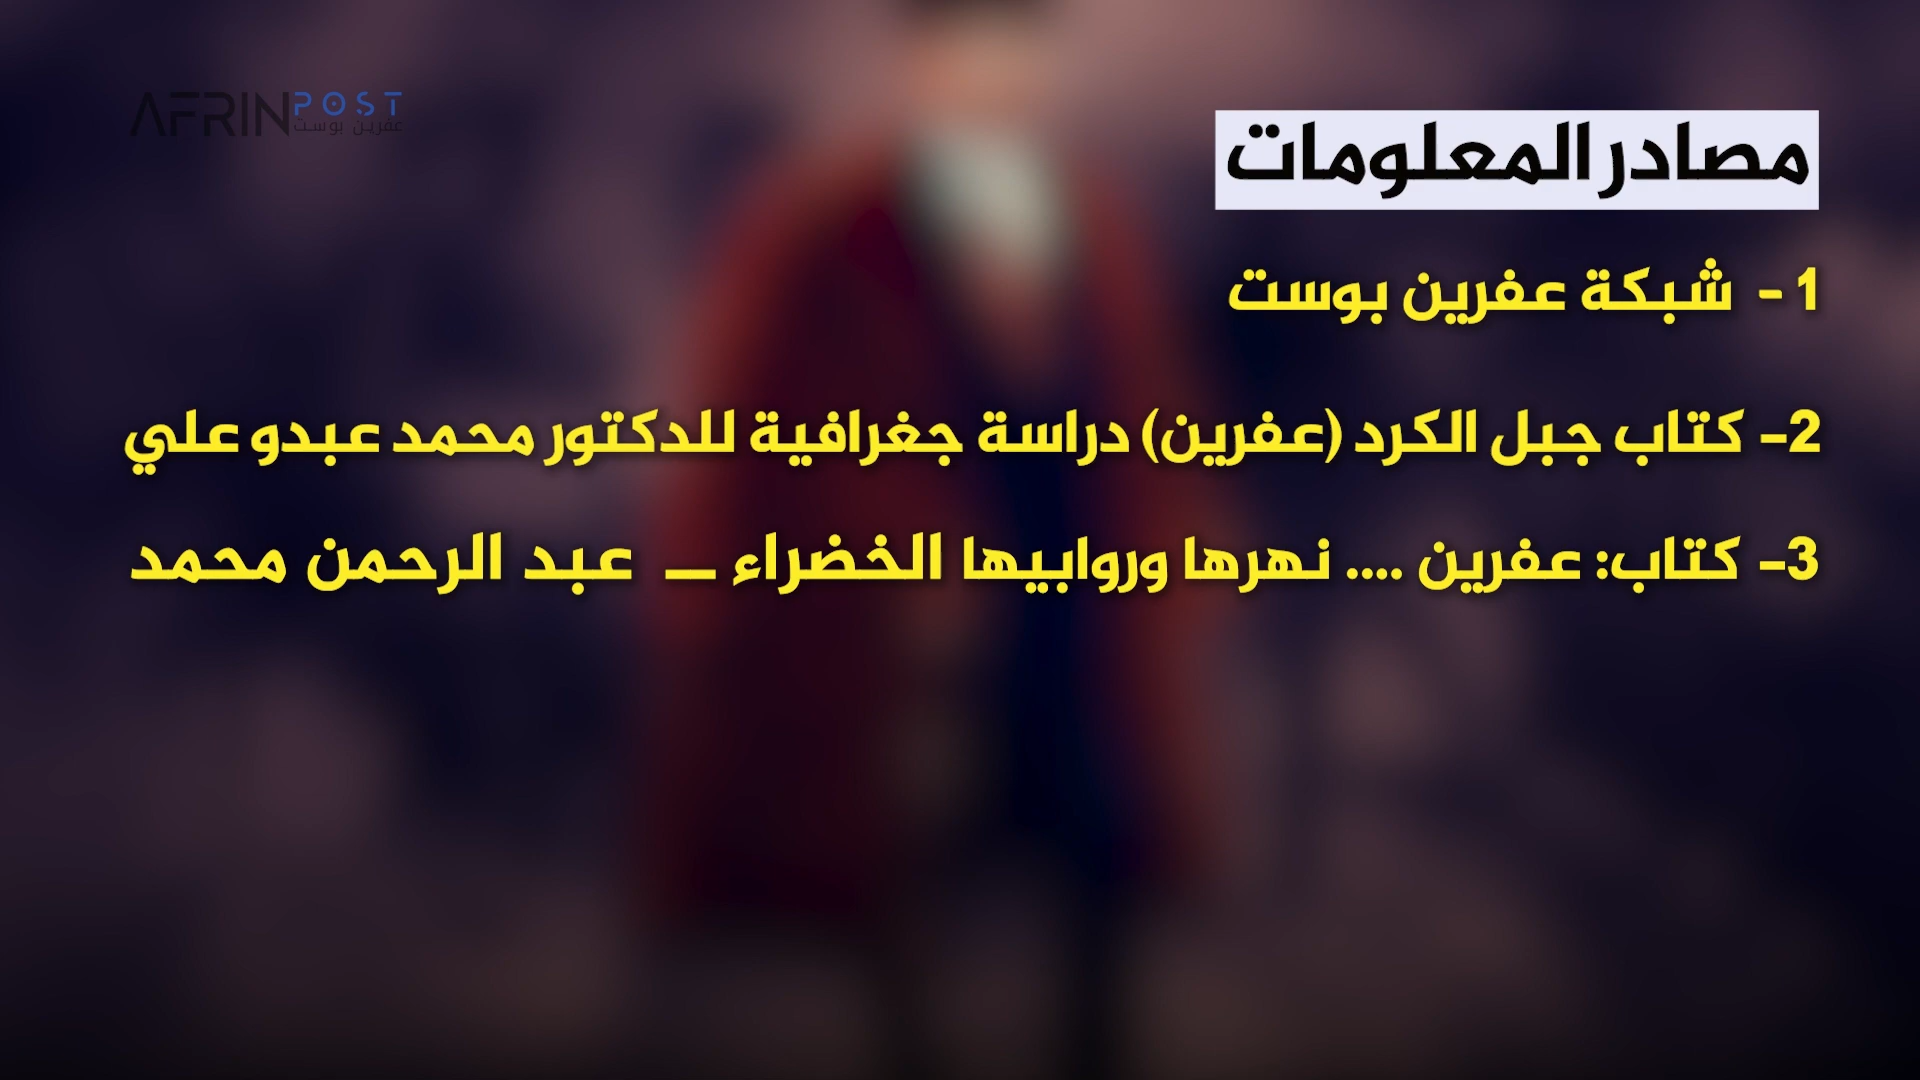 AFRIN POST
عفرين بوست
مصادر المعلومات
1 - شبكة عفرين بوست
2- كتاب جبل الكرد (عفرين) دراسة جغرافية للدكتور محمد عبدو علي
3- كتاب: عفرين .... نهرها وروابيها الخضراء – عبد الرحمن محمد